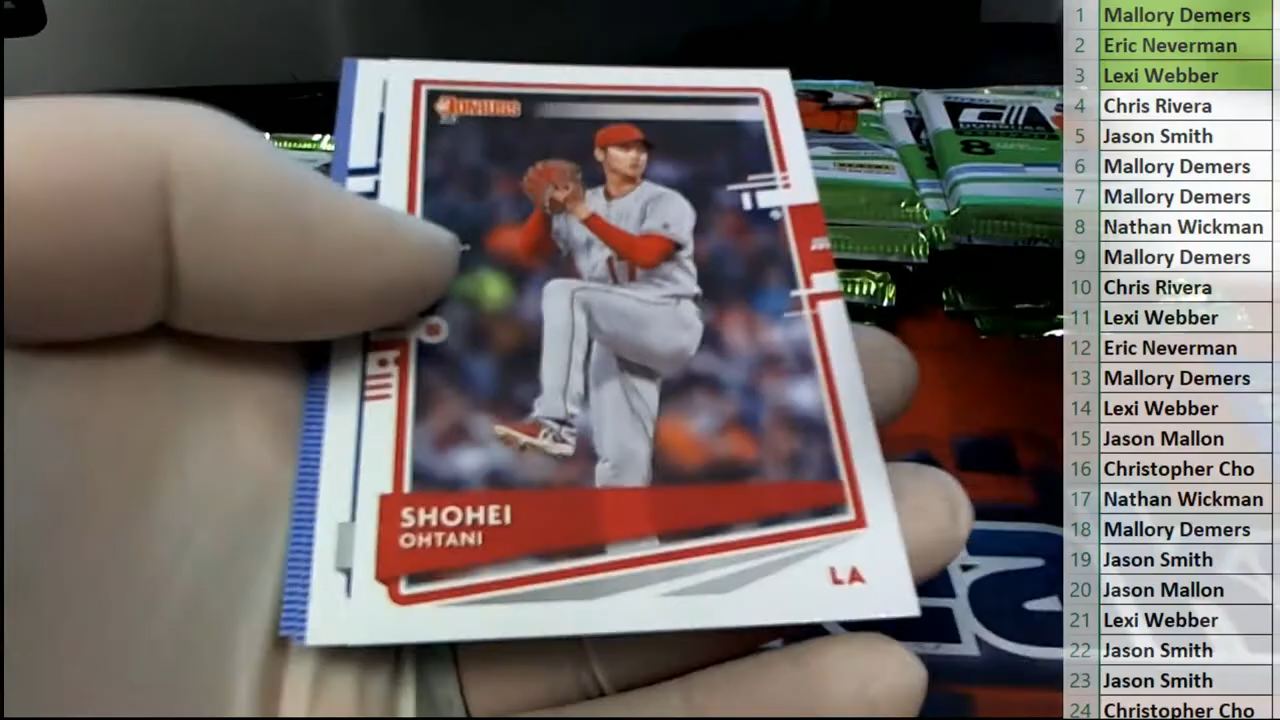 DONRUSS
17
SHOHEI
OHTANI
LA
8
1 Mallory Demers
2 Eric Neverman
3 Lexi Webber
4 Chris Rivera
5 Jason Smith
6 Mallory Demers
7 Mallory Demers
8 Nathan Wickman
9 Mallory Demers
10 Chris Rivera
11 Lexi Webber
12 Eric Neverman
13 Mallory Demers
14 Lexi Webber
15 Jason Mallon
16 Christopher Cho
17 Nathan Wickman
18 Mallory Demers
19 Jason Smith
20 Jason Mallon
21 Lexi Webber
22 Jason Smith
23 Jason Smith
24 Christopher Cho